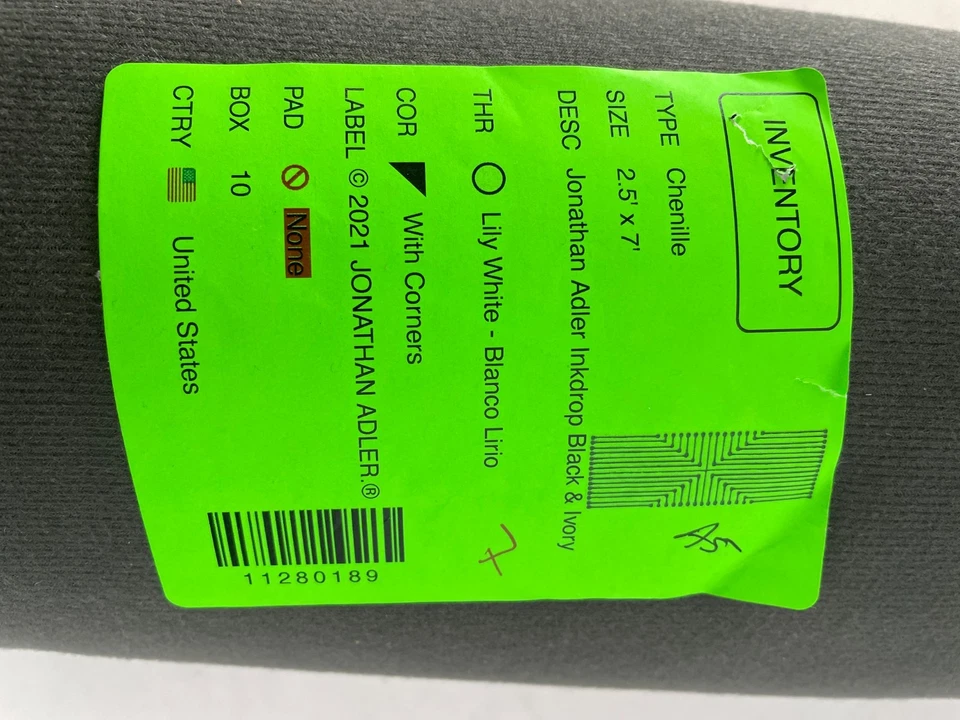 INVENTORY
TYPE Chenille
SIZE 2.5' x 7'
DESC Jonathan Adler Inkdrop Black & Ivory
THR Lily White - Blanco Lirio
COR With Corners
LABEL © 2021 JONATHAN ADLER.®
PAD None
BOX 10
CTRY United States
7
11280189